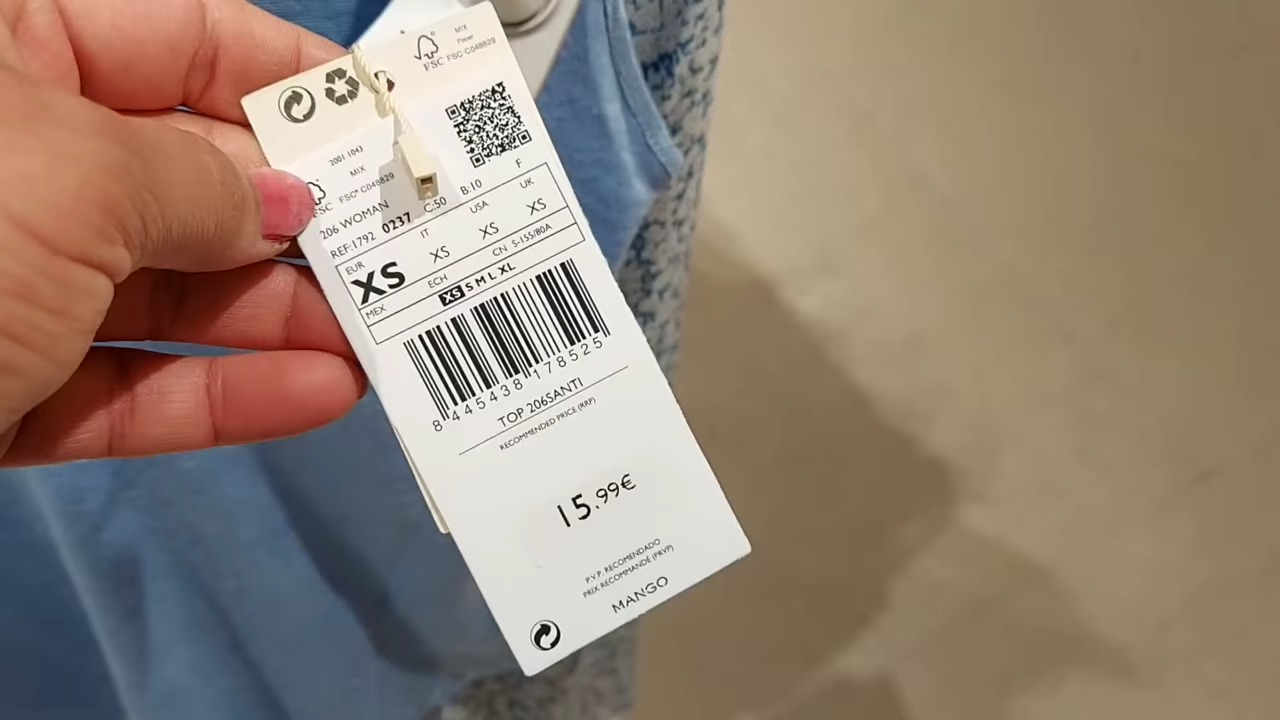 MIX
Paper
FSC FSC-C048829
2001 1043
MIX
FSC® C048829
206 WOMAN
REF:1792 0237 C:50 B:10
EUR IT USA F UK
XS XS XS XS
MEX ECH CN S-155/80A
XS S M L XL
8 445438 178525
TOP 206SANTI
RECOMMENDED PRICE (RRP)
15.99€
P.V.P. RECOMENDADO
PRIX RECOMMANDÉ (PRVP)
MANGO